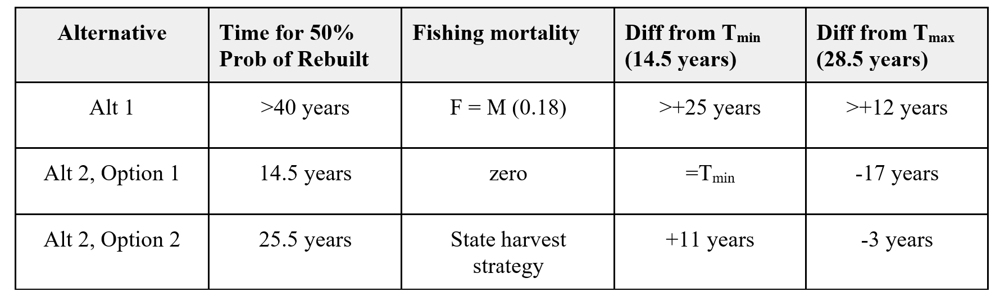 Alternative
Time for 50%
Prob of Rebuilt
Fishing mortality
Diff from Tmin
(14.5 years)
Diff from Tmax
(28.5 years)
Alt 1
>40 years
F = M (0.18)
>+25 years
>+12 years
Alt 2, Option 1
14.5 years
zero
=Tmin
-17 years
Alt 2, Option 2
25.5 years
State harvest
strategy
+11 years
-3 years